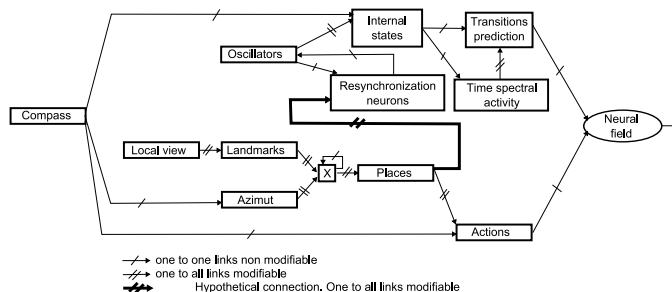 Internal
states
Transitions
prediction
Oscillators
Resynchronization
neurons
Time spectral
activity
Compass
Neural
field
Local view
Landmarks
X
Places
Azimut
Actions
one to one links non modifiable
one to all links modifiable
Hypothetical connection. One to all links modifiable